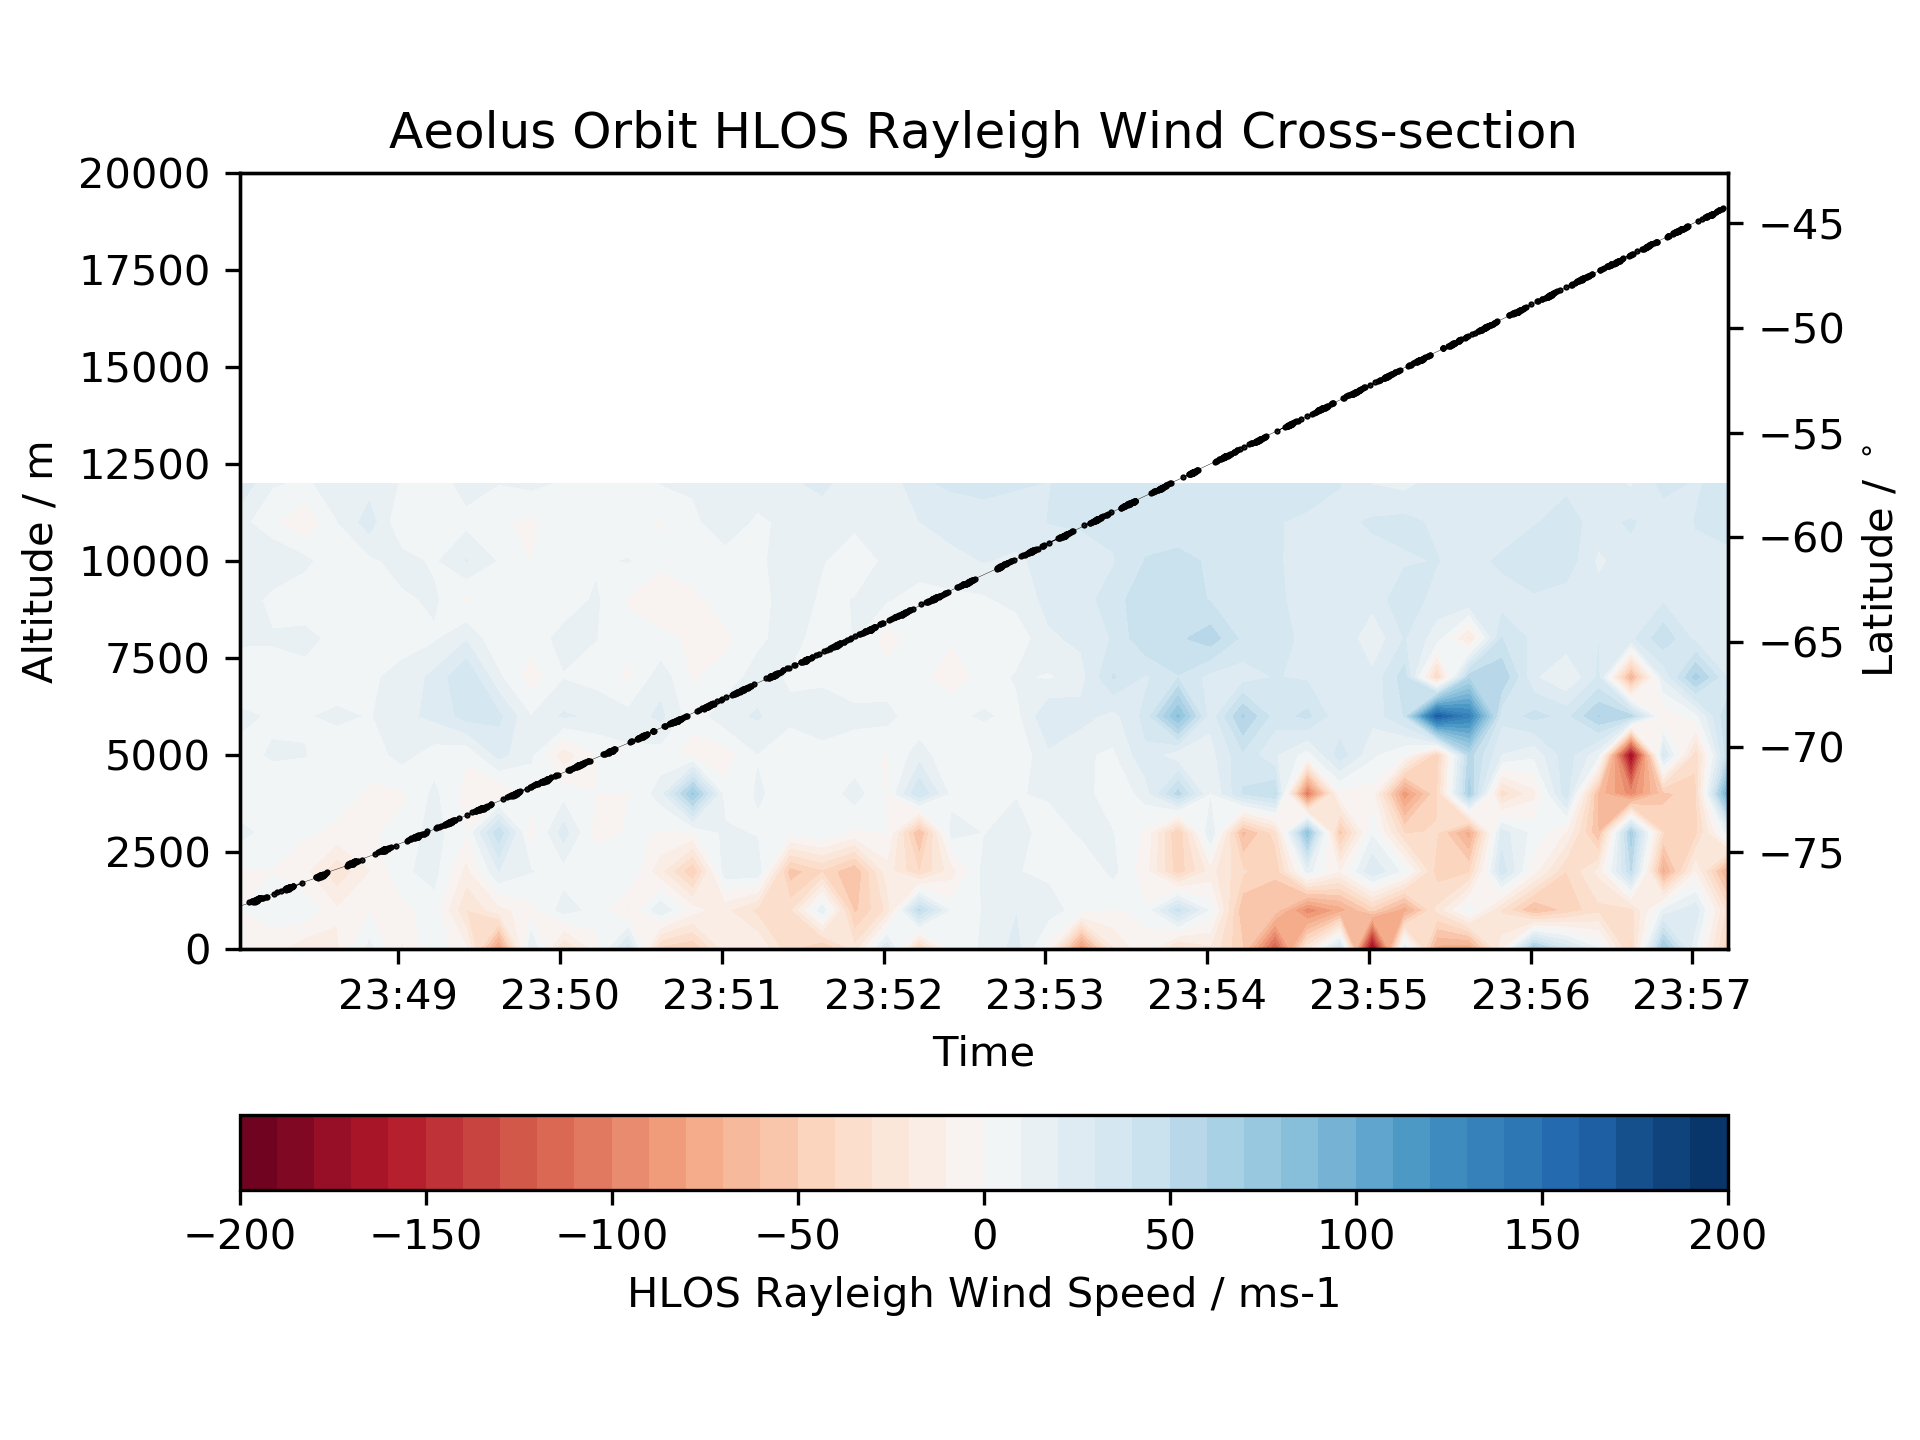 Aeolus Orbit HLOS Rayleigh Wind Cross-section
20000
17500
15000
12500
10000
7500
5000
2500
0
Altitude / m
−45
−50
−55
−60
−65
−70
−75
Latitude / °
23:49 23:50 23:51 23:52 23:53 23:54 23:55 23:56 23:57
Time
−200 −150 −100 −50 0 50 100 150 200
HLOS Rayleigh Wind Speed / ms-1